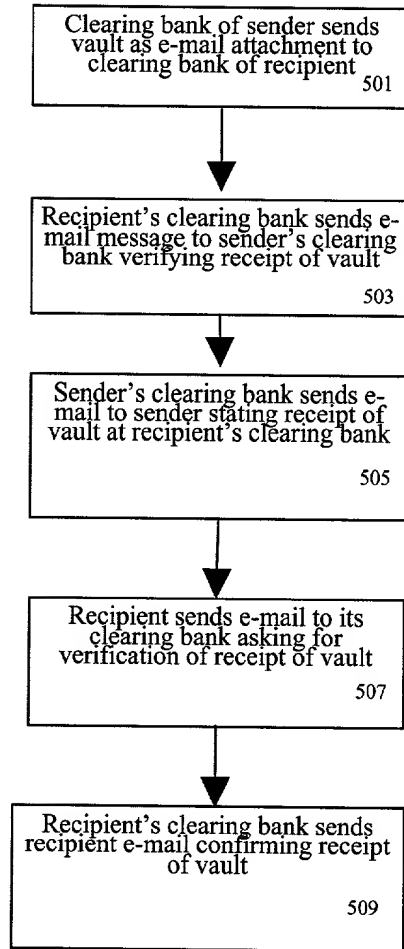 Clearing bank of sender sends
vault as e-mail attachment to
clearing bank of recipient
501
Recipient's clearing bank sends e-
mail message to sender's clearing
bank verifying receipt of vault
503
Sender's clearing bank sends e-
mail to sender stating receipt of
vault at recipient's clearing bank
505
Recipient sends e-mail to its
clearing bank asking for
verification of receipt of vault
507
Recipient's clearing bank sends
recipient e-mail confirming receipt
of vault
509